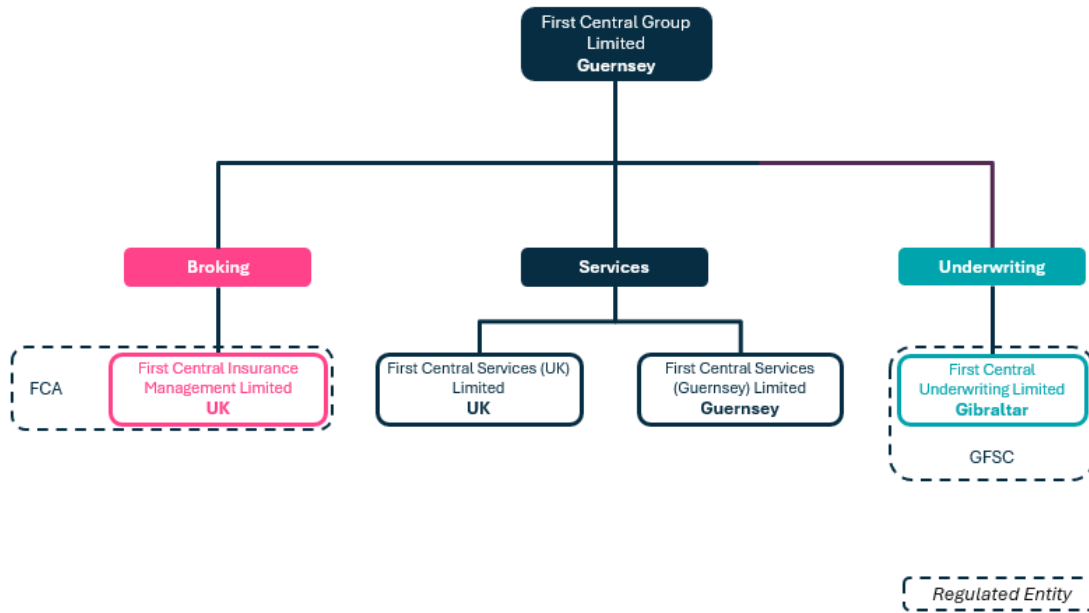 First Central Group
Limited
Guernsey
Broking
Services
Underwriting
FCA
First Central Insurance
Management Limited
UK
First Central Services (UK)
Limited
UK
First Central Services
(Guernsey) Limited
Guernsey
First Central
Underwriting Limited
Gibraltar
GFSC
Regulated Entity